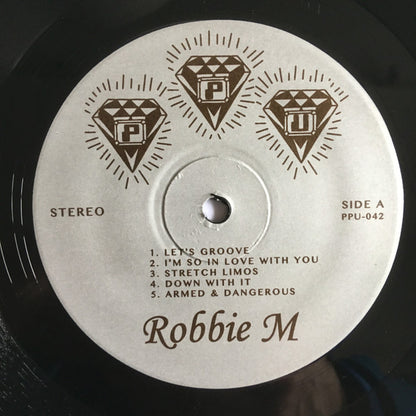 P P U
STEREO
SIDE A
PPU-042
1. LET'S GROOVE
2. I'M SO IN LOVE WITH YOU
3. STRETCH LIMOS
4. DOWN WITH IT
5. ARMED & DANGEROUS
Robbie M